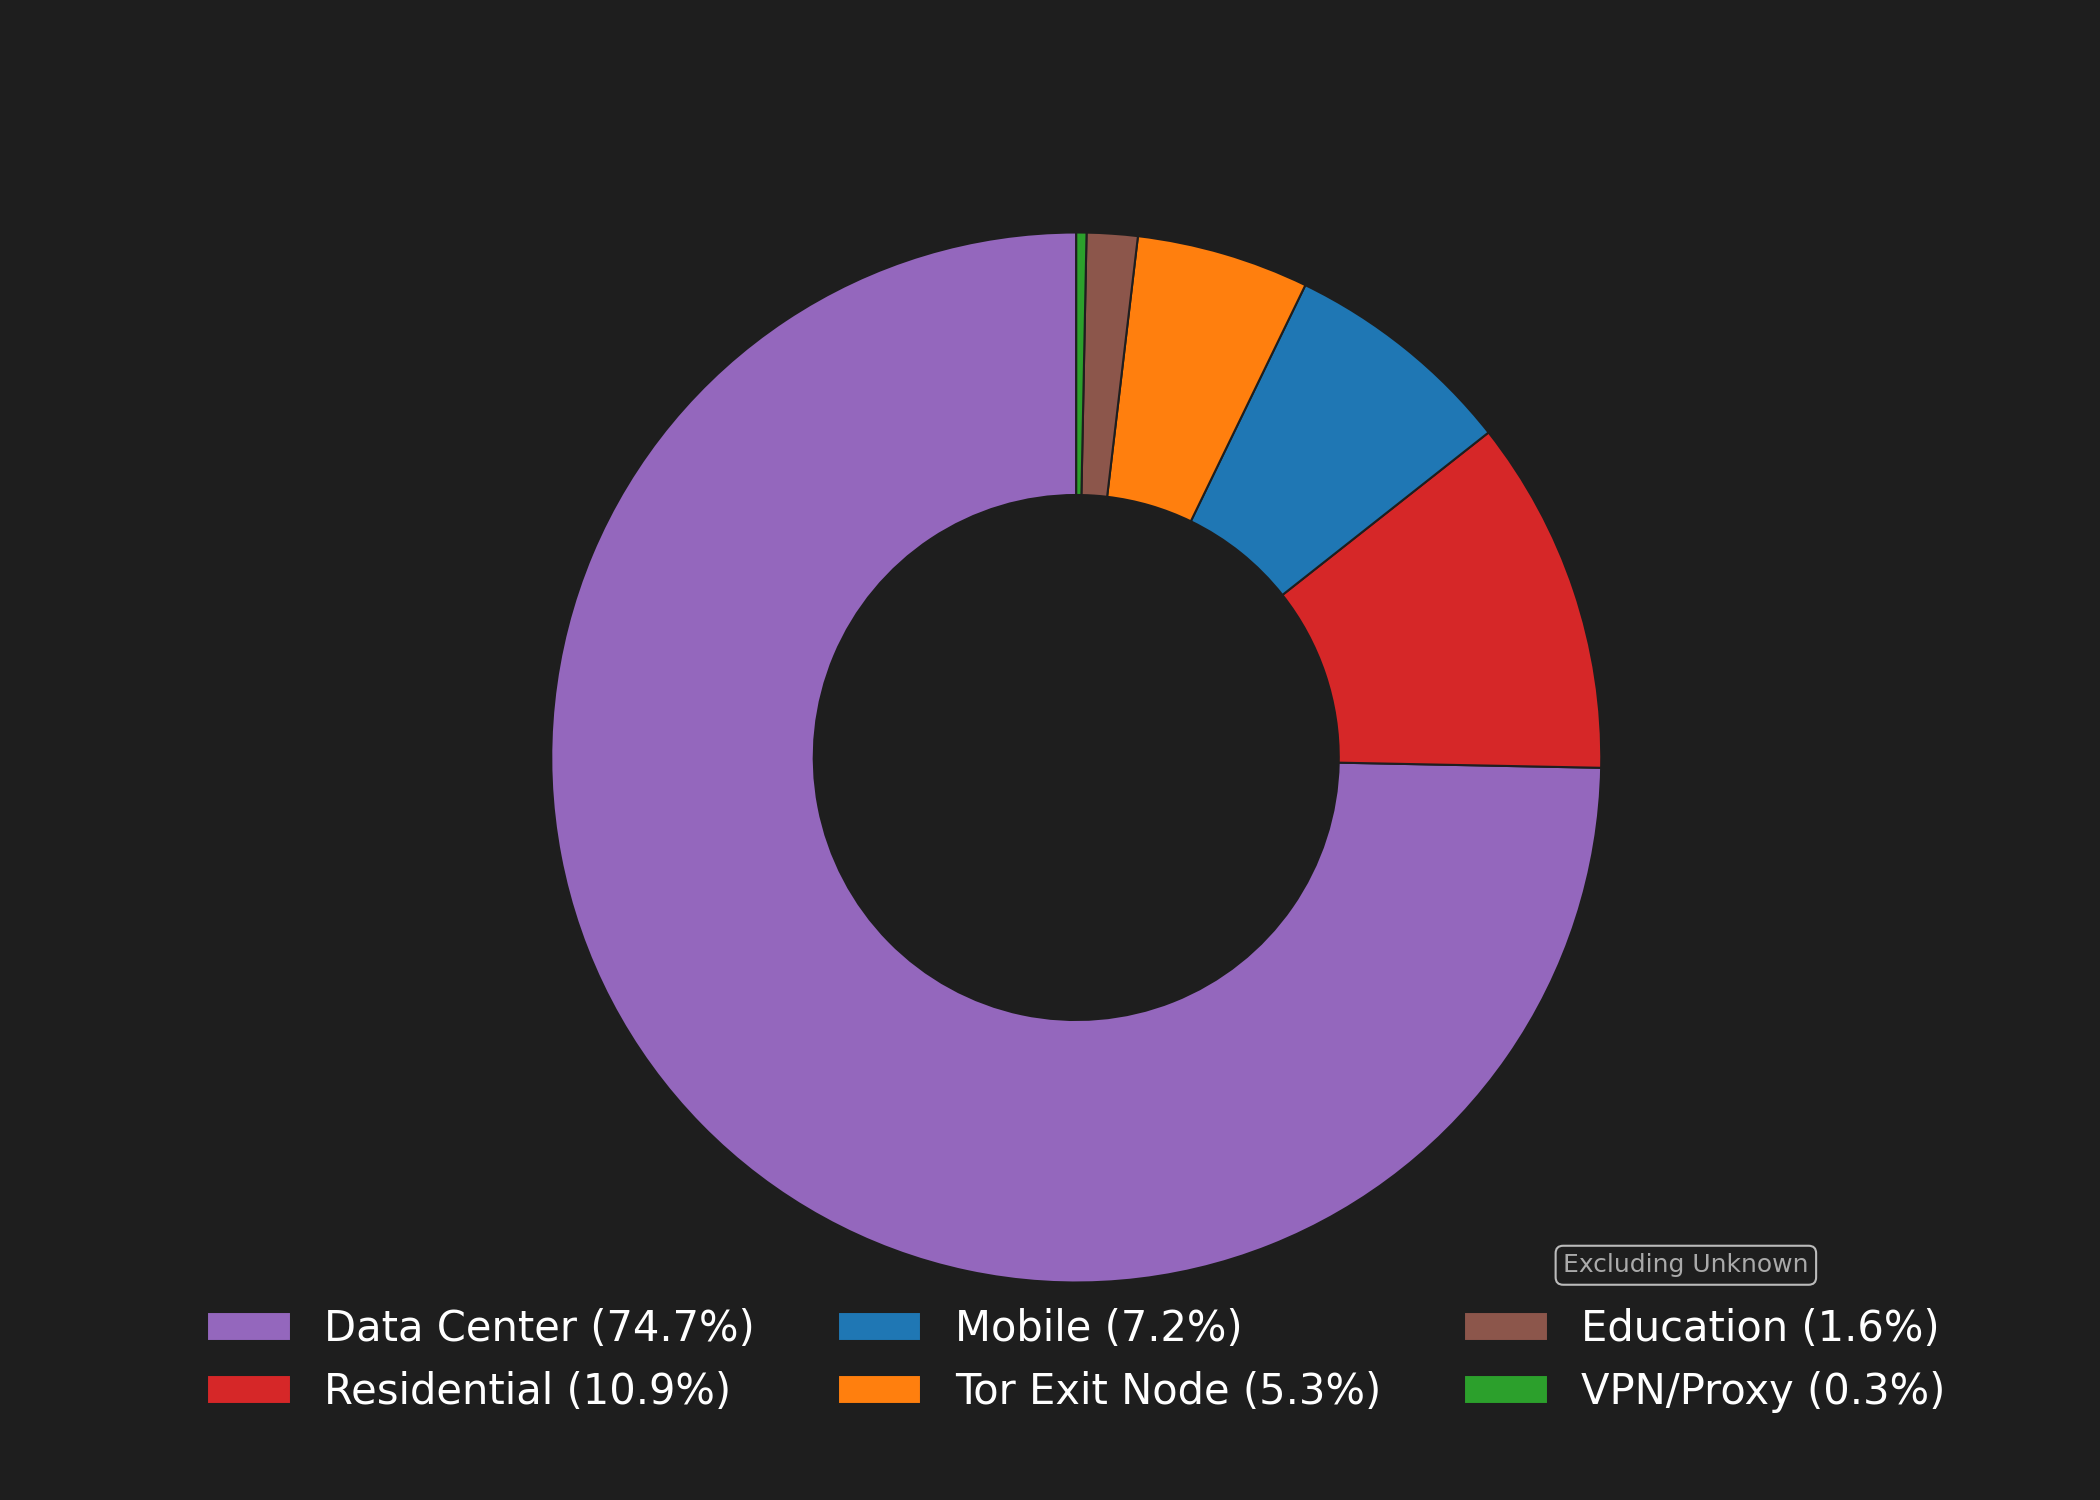 Excluding Unknown
Data Center (74.7%)
Residential (10.9%)
Mobile (7.2%)
Tor Exit Node (5.3%)
Education (1.6%)
VPN/Proxy (0.3%)